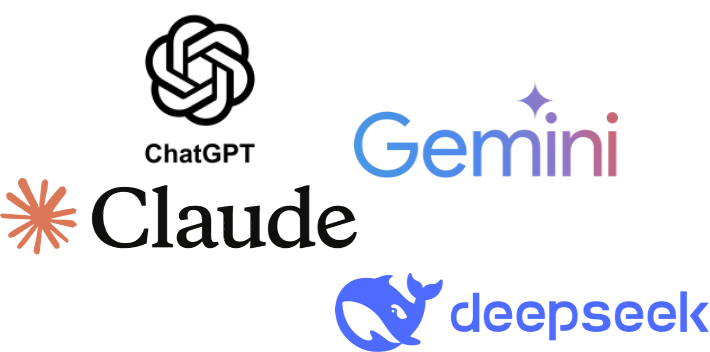 ChatGPT
Gemini
Claude
deepseek